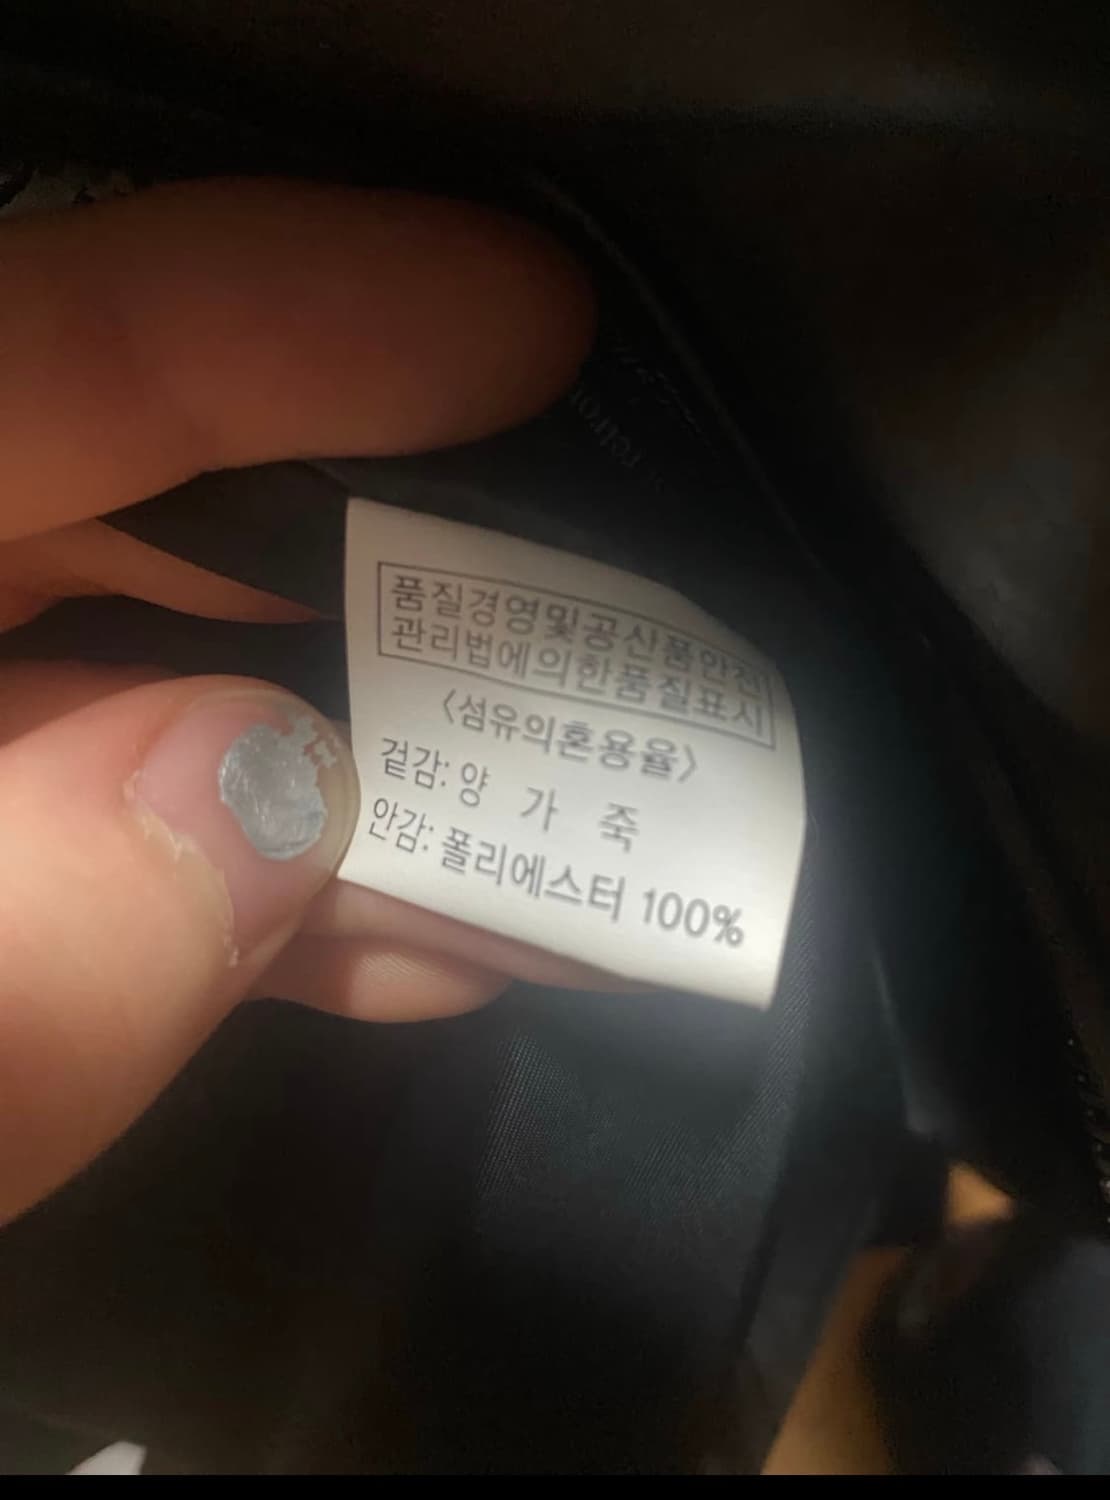 품질경영및공산품안전
관리법에의한품질표시
<섬유의혼용율>
겉감: 양 가 죽
안감: 폴리에스터 100%